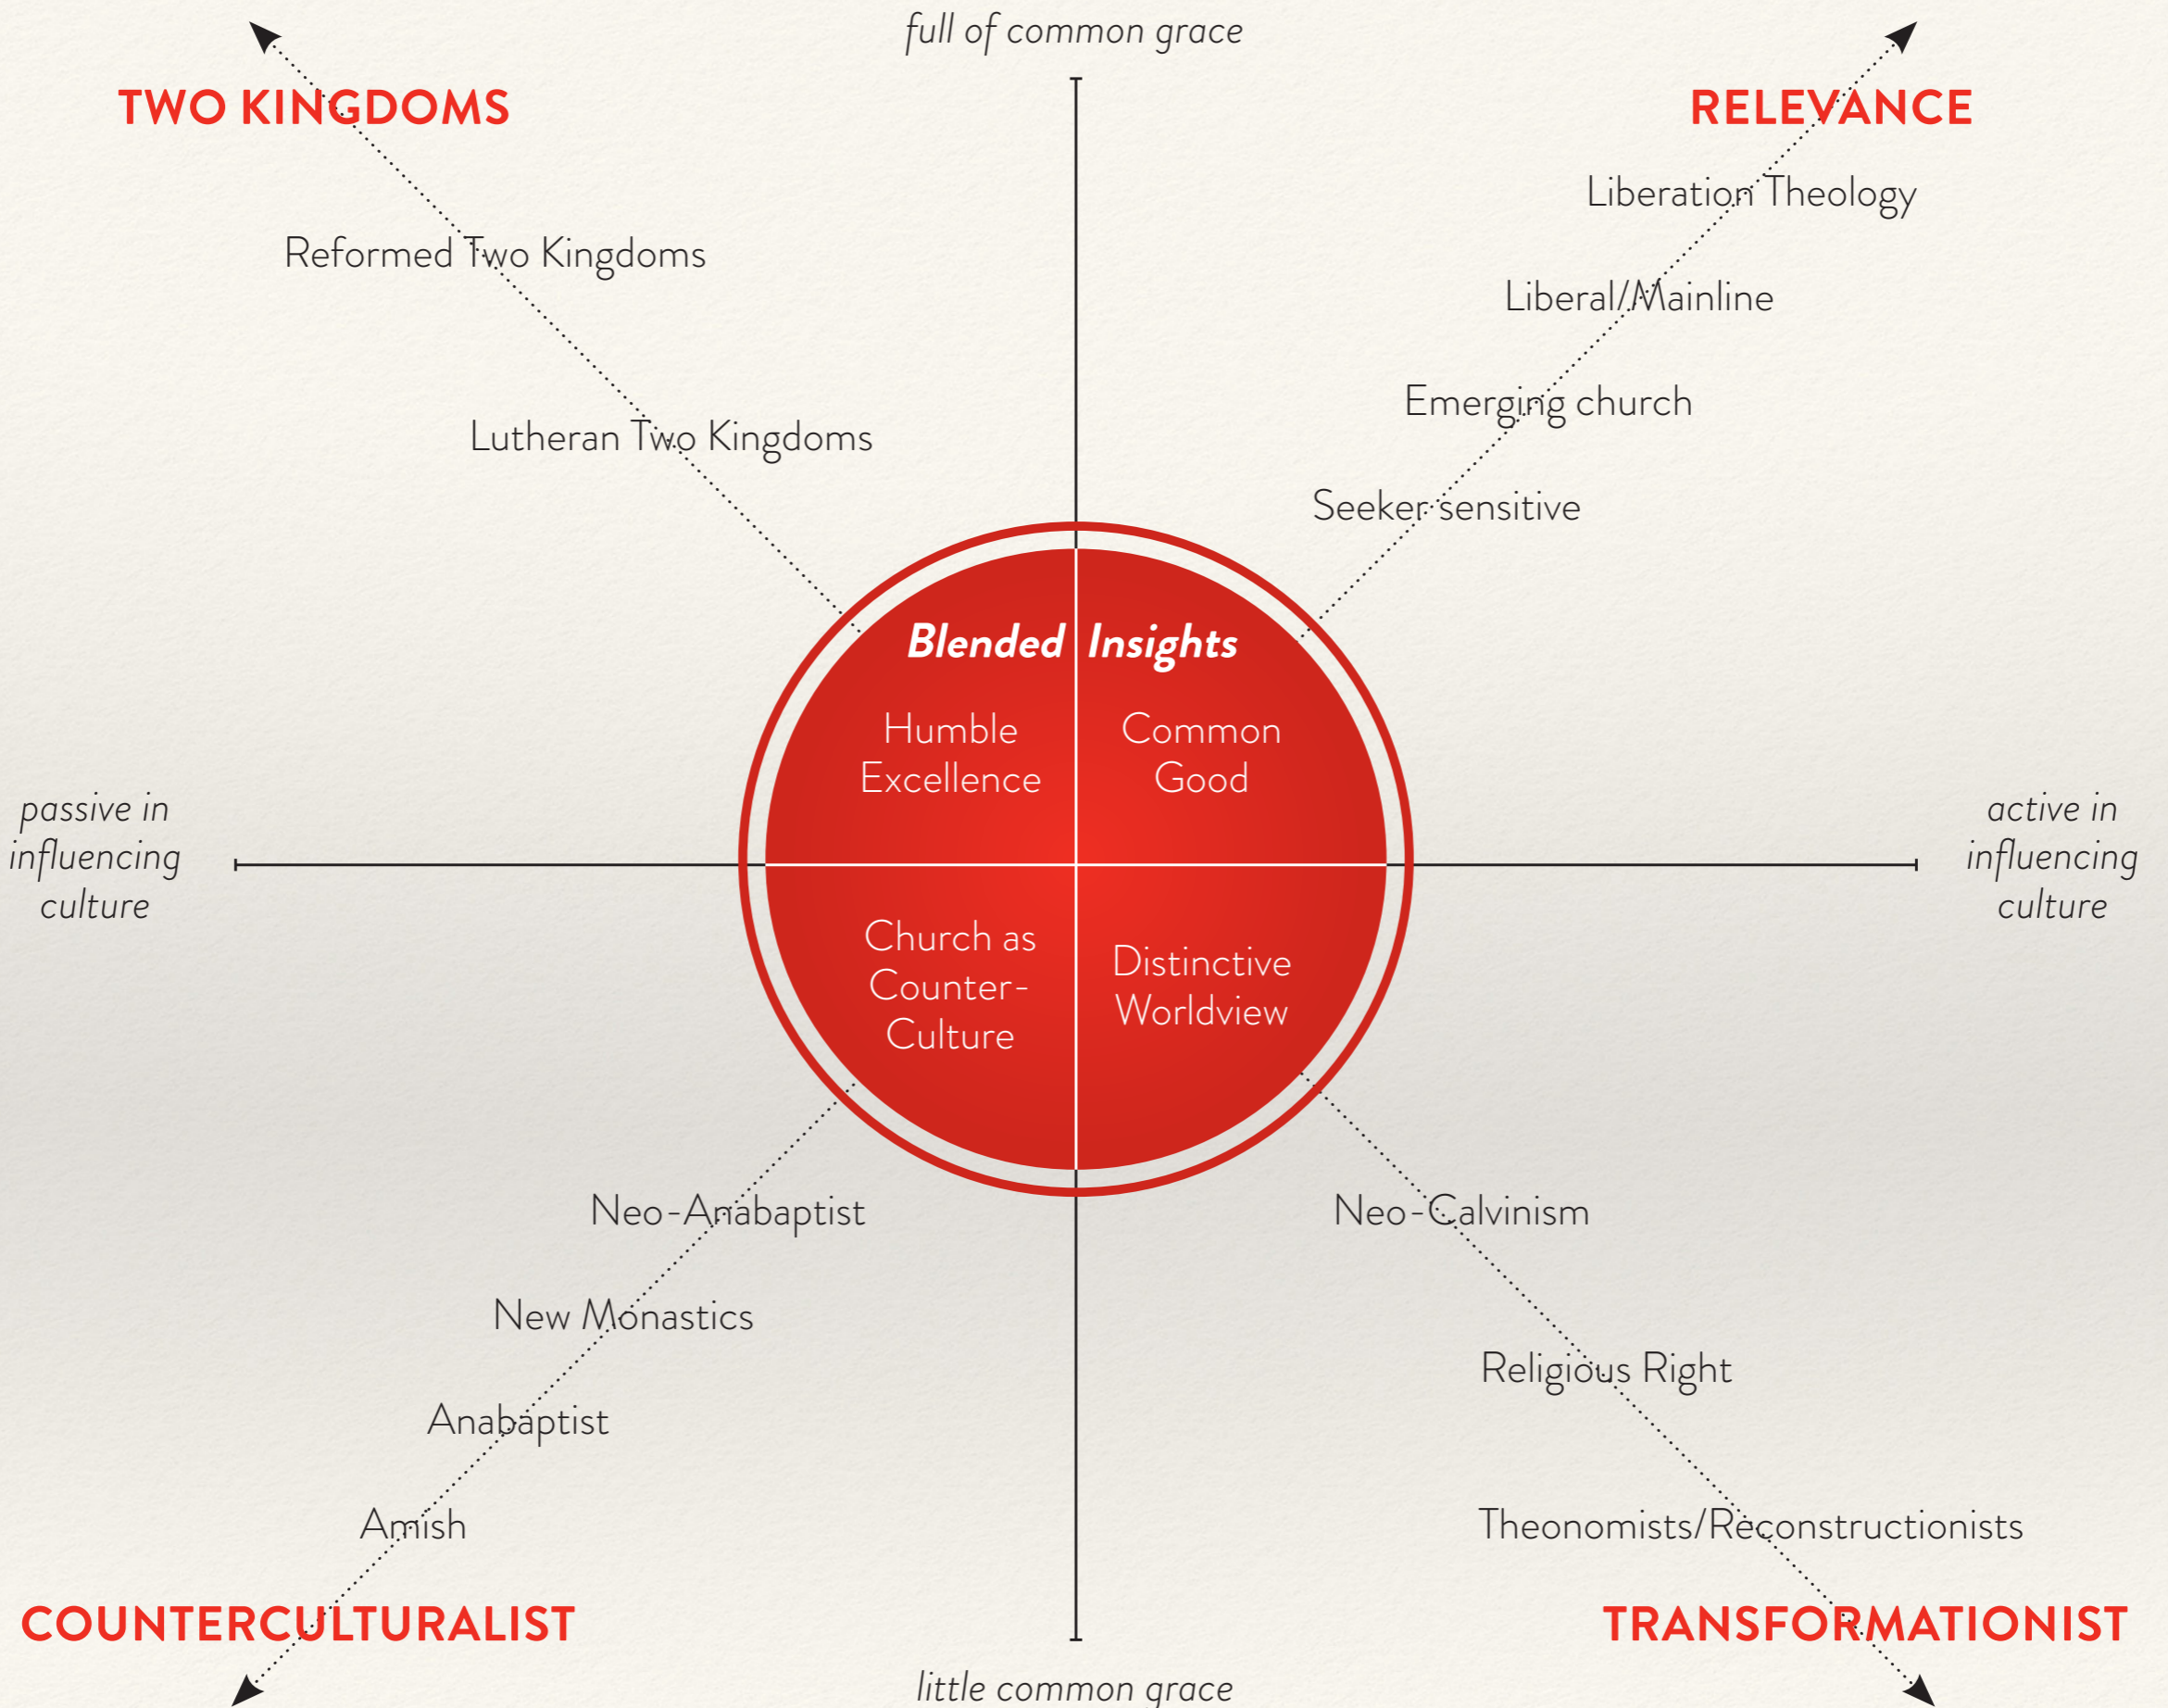 full of common grace
TWO KINGDOMS
RELEVANCE
Liberation Theology
Reformed Two Kingdoms
Liberal/Mainline
Emerging church
Lutheran Two Kingdoms
Seeker sensitive
Blended Insights
Humble
Excellence
Common
Good
passive in
influencing
culture
active in
influencing
culture
Church as
Counter-
Culture
Distinctive
Worldview
Neo-Anabaptist
Neo-Calvinism
New Monastics
Religious Right
Anabaptist
Amish
Theonomists/Reconstructionists
COUNTERCULTURALIST
TRANSFORMATIONIST
little common grace